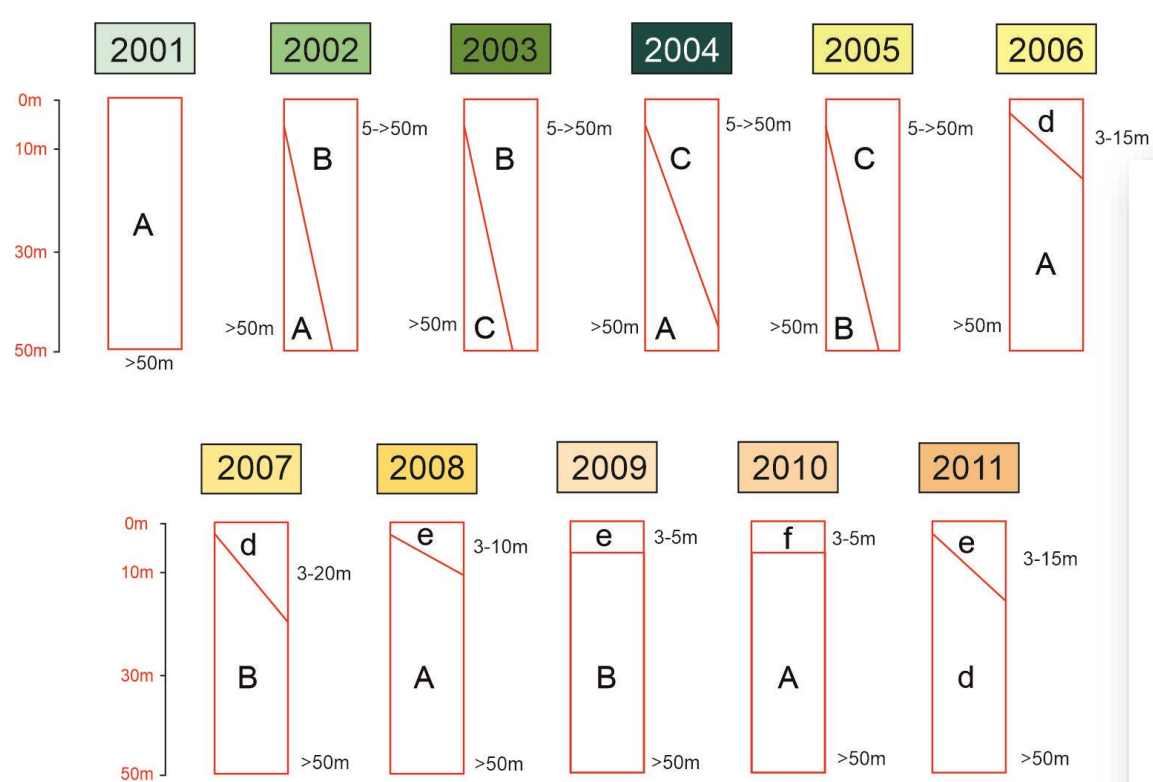 2001 2002 2003 2004 2005 2006
0m
5->50m 5->50m 5->50m 5->50m
d
3-15m
10m
B B C C
A
30m
A
>50m A >50m C >50m A >50m B >50m
50m
>50m
2007 2008 2009 2010 2011
0m
d e e f e
3-10m 3-5m 3-5m 3-15m
10m
3-20m
30m
B A B A d
>50m >50m >50m >50m >50m
50m